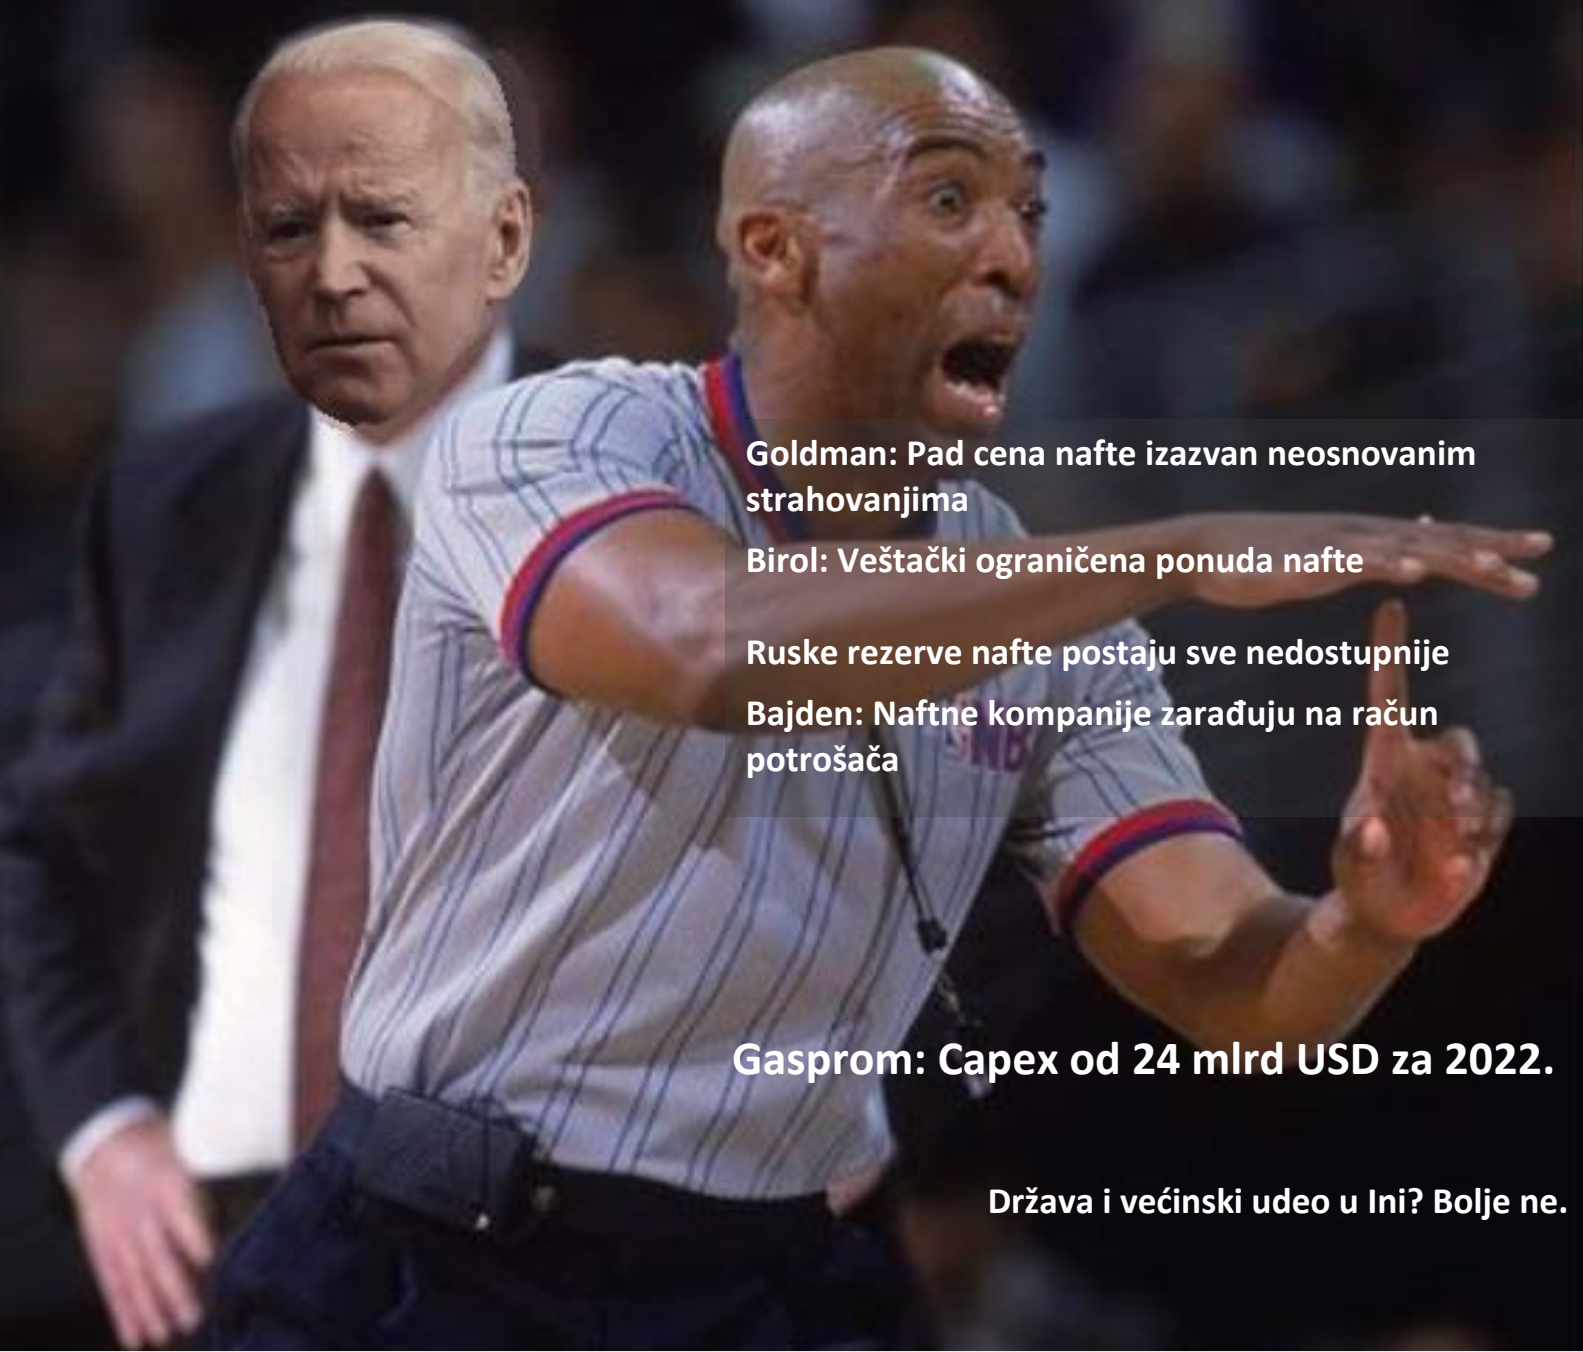 Goldman: Pad cena nafte izazvan neosnovanim
strahovanjima
Birol: Veštački ograničena ponuda nafte
Ruske rezerve nafte postaju sve nedostupnije
Bajden: Naftne kompanije zarađuju na račun
potrošača
NB
Gasprom: Capex od 24 mlrd USD za 2022.
Država i većinski udeo u Ini? Bolje ne.